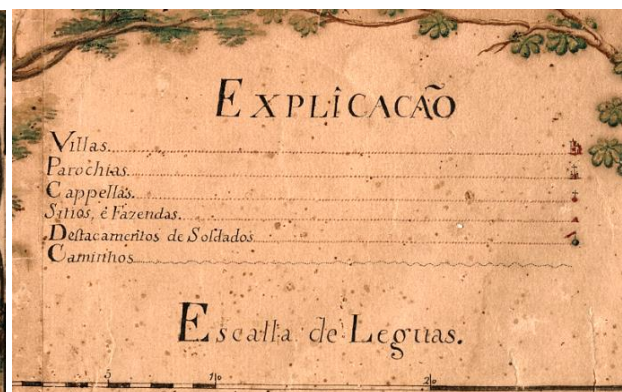 EXPLICACÃO
Villas
Parochias
Cappellas
Sitios, é Fazendas.
Destacamentos de Soldados
Caminhos
Escalla de Leguas.
5 10 20